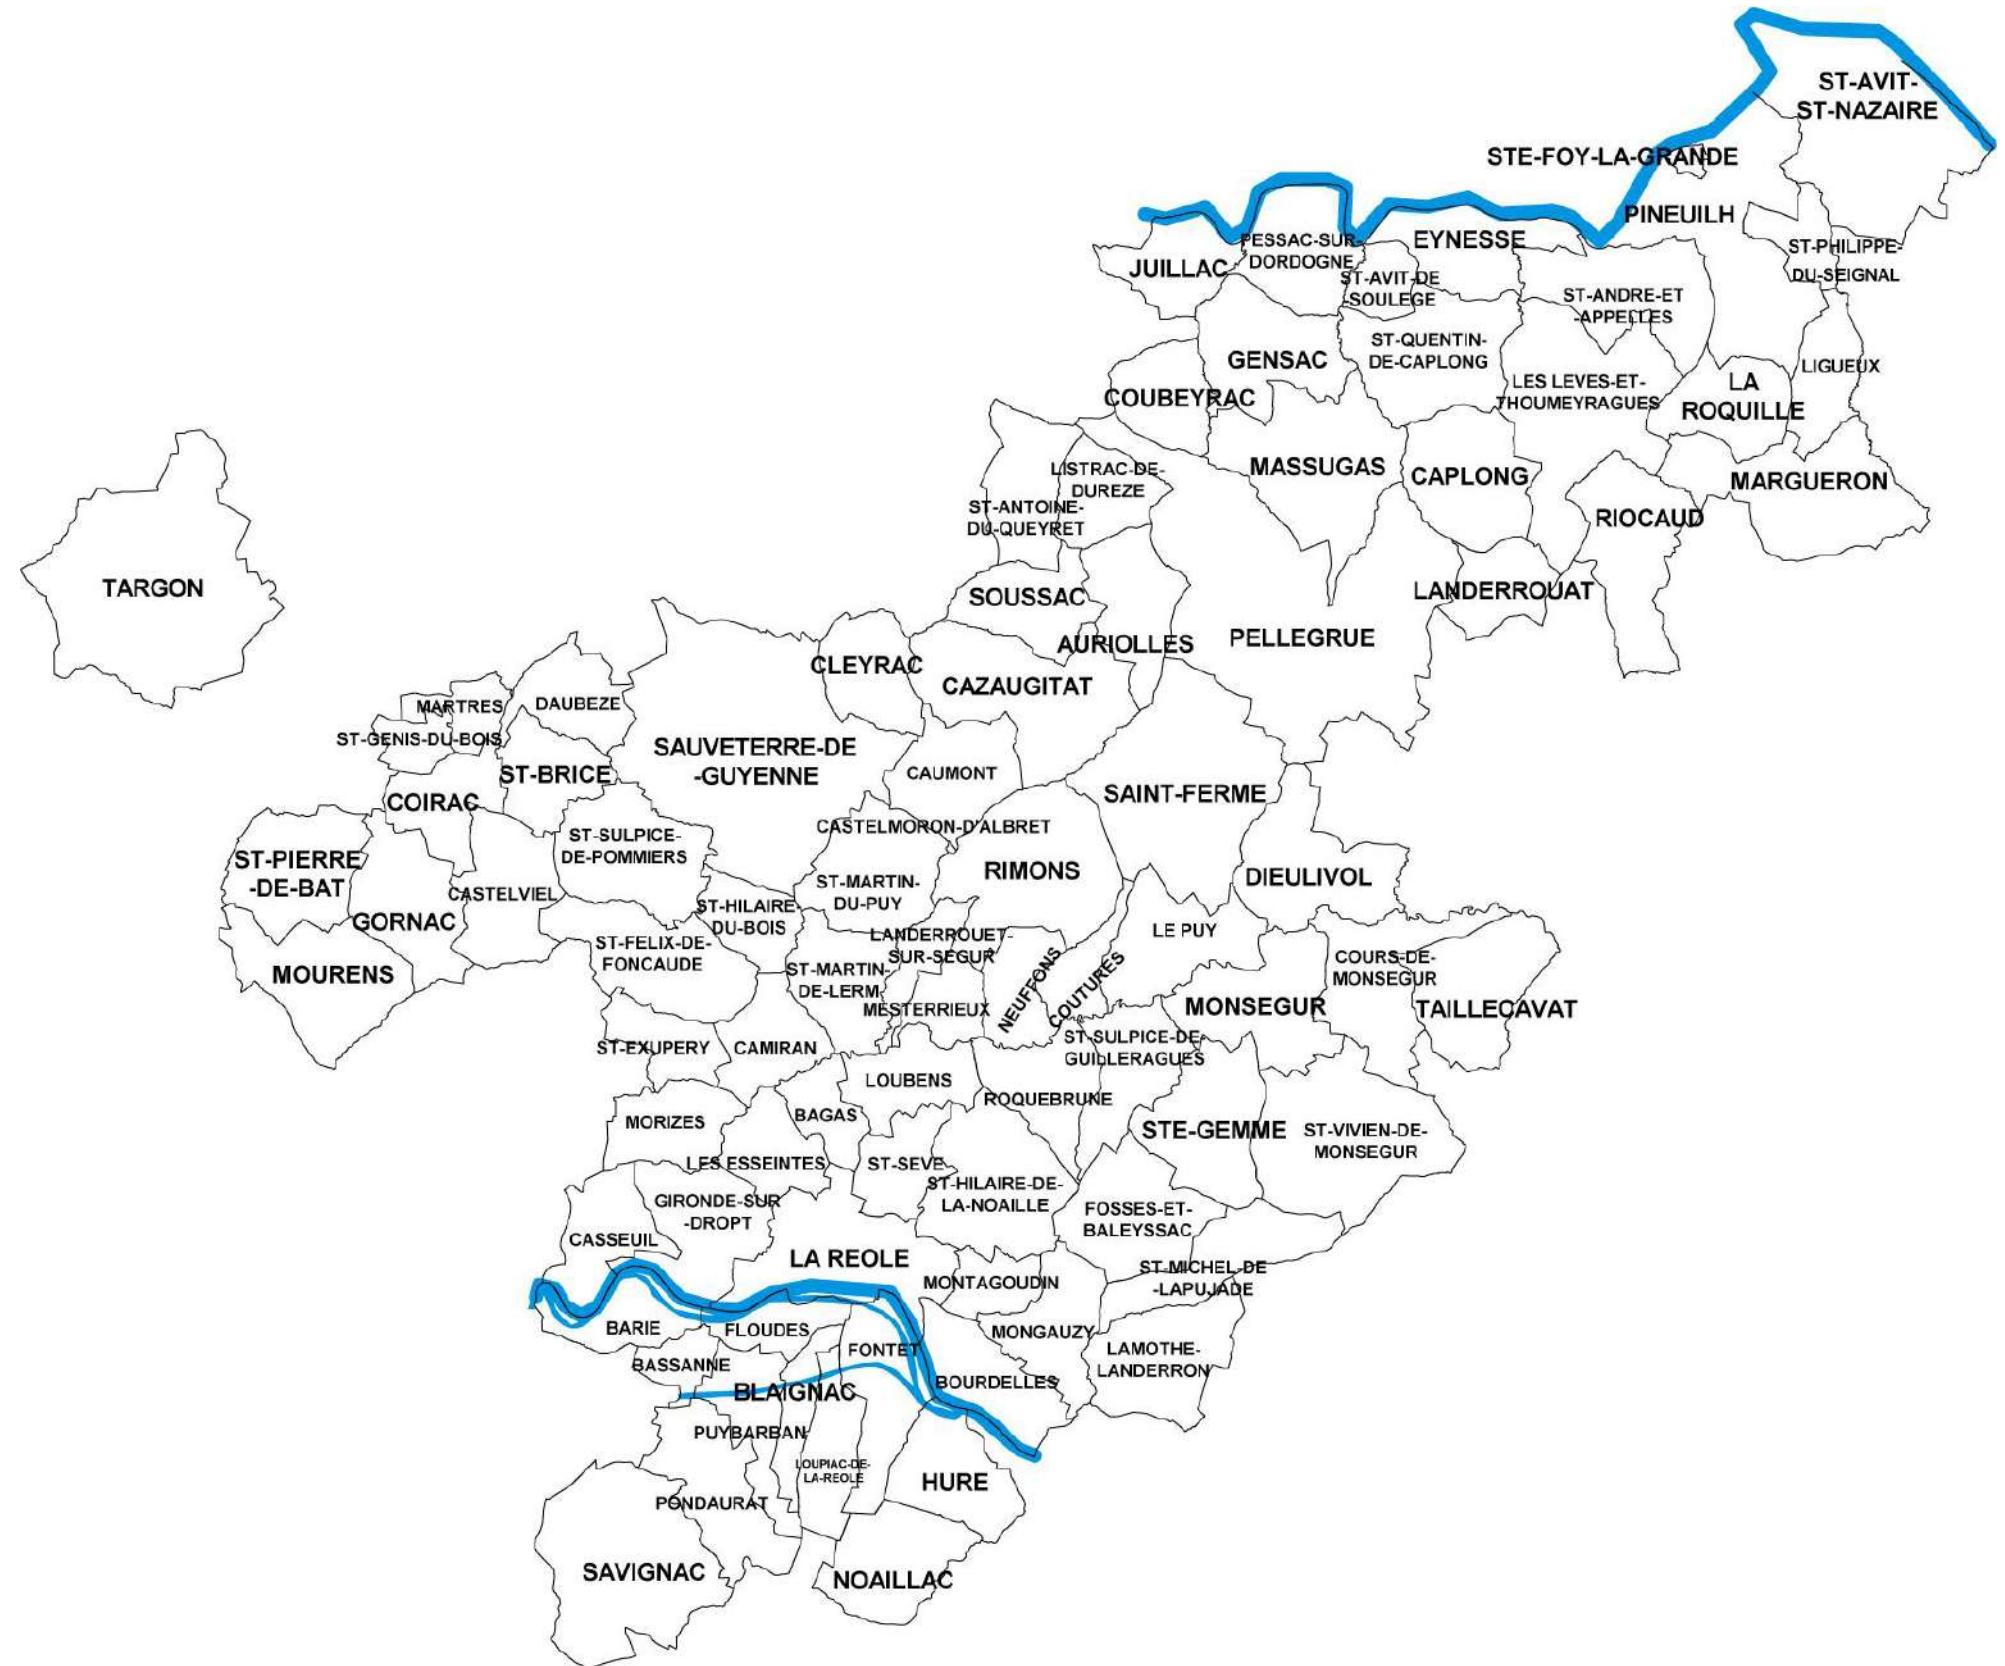 ST-AVIT-
ST-NAZAIRE
STE-FOY-LA-GRANDE
PINEUILH
EYNESSE
PESSAC-SUR-
DORDOGNE
JUILLAC
ST-PHILIPPE-
DU-SEIGNAL
ST-AVIT-DE
-SOULEGE
ST-ANDRE-ET
-APPELLES
GENSAC
ST-QUENTIN-
DE-CAPLONG
LIGUEUX
LES LEVES-ET-
THOUMEYRAGUES
LA
ROQUILLE
COUBEYRAC
MASSUGAS
CAPLONG
MARGUERON
LISTRAC-DE-
DUREZE
ST-ANTOINE-
DU-QUEYRET
RIOCAUD
TARGON
SOUSSAC
LANDERROUAT
AURIOLLES
PELLEGRUE
CLEYRAC
CAZAUGITAT
MARTRES
DAUBEZE
ST-GENIS-DU-BOIS
SAUVETERRE-DE
-GUYENNE
ST-BRICE
CAUMONT
COIRAC
SAINT-FERME
CASTELMORON-D'ALBRET
ST-SULPICE-
DE-POMMIERS
ST-PIERRE
-DE-BAT
RIMONS
DIEULIVOL
CASTELVIEL
ST-MARTIN-
DU-PUY
GORNAC
ST-HILAIRE-
DU-BOIS
LE PUY
LANDERROUET-
SUR-SEGUR
ST-FELIX-DE-
FONCAUDE
COURS-DE-
MONSEGUR
MOURENS
ST-MARTIN-
DE-LERM
NEUFFONS
COUTURES
MESTERRIEUX
MONSEGUR
TAILLECAVAT
ST-EXUPERY
CAMIRAN
ST-SULPICE-DE-
GUILLERAGUES
LOUBENS
ROQUEBRUNE
BAGAS
MORIZES
STE-GEMME
ST-VIVIEN-DE-
MONSEGUR
LES ESSEINTES
ST-SEVE
ST-HILAIRE-DE-
LA-NOAILLE
GIRONDE-SUR
-DROPT
FOSSES-ET-
BALEYSSAC
CASSEUIL
LA REOLE
MONTAGOUDIN
ST-MICHEL-DE
-LAPUJADE
BARIE
FLOUDES
MONGAUZY
FONTET
LAMOTHE-
LANDERRON
BASSANNE
BLAIGNAC
BOURDELLES
PUYBARBAN
LOUPIAC-DE-
LA-REOLE
HURE
PONDAURAT
SAVIGNAC
NOAILLAC